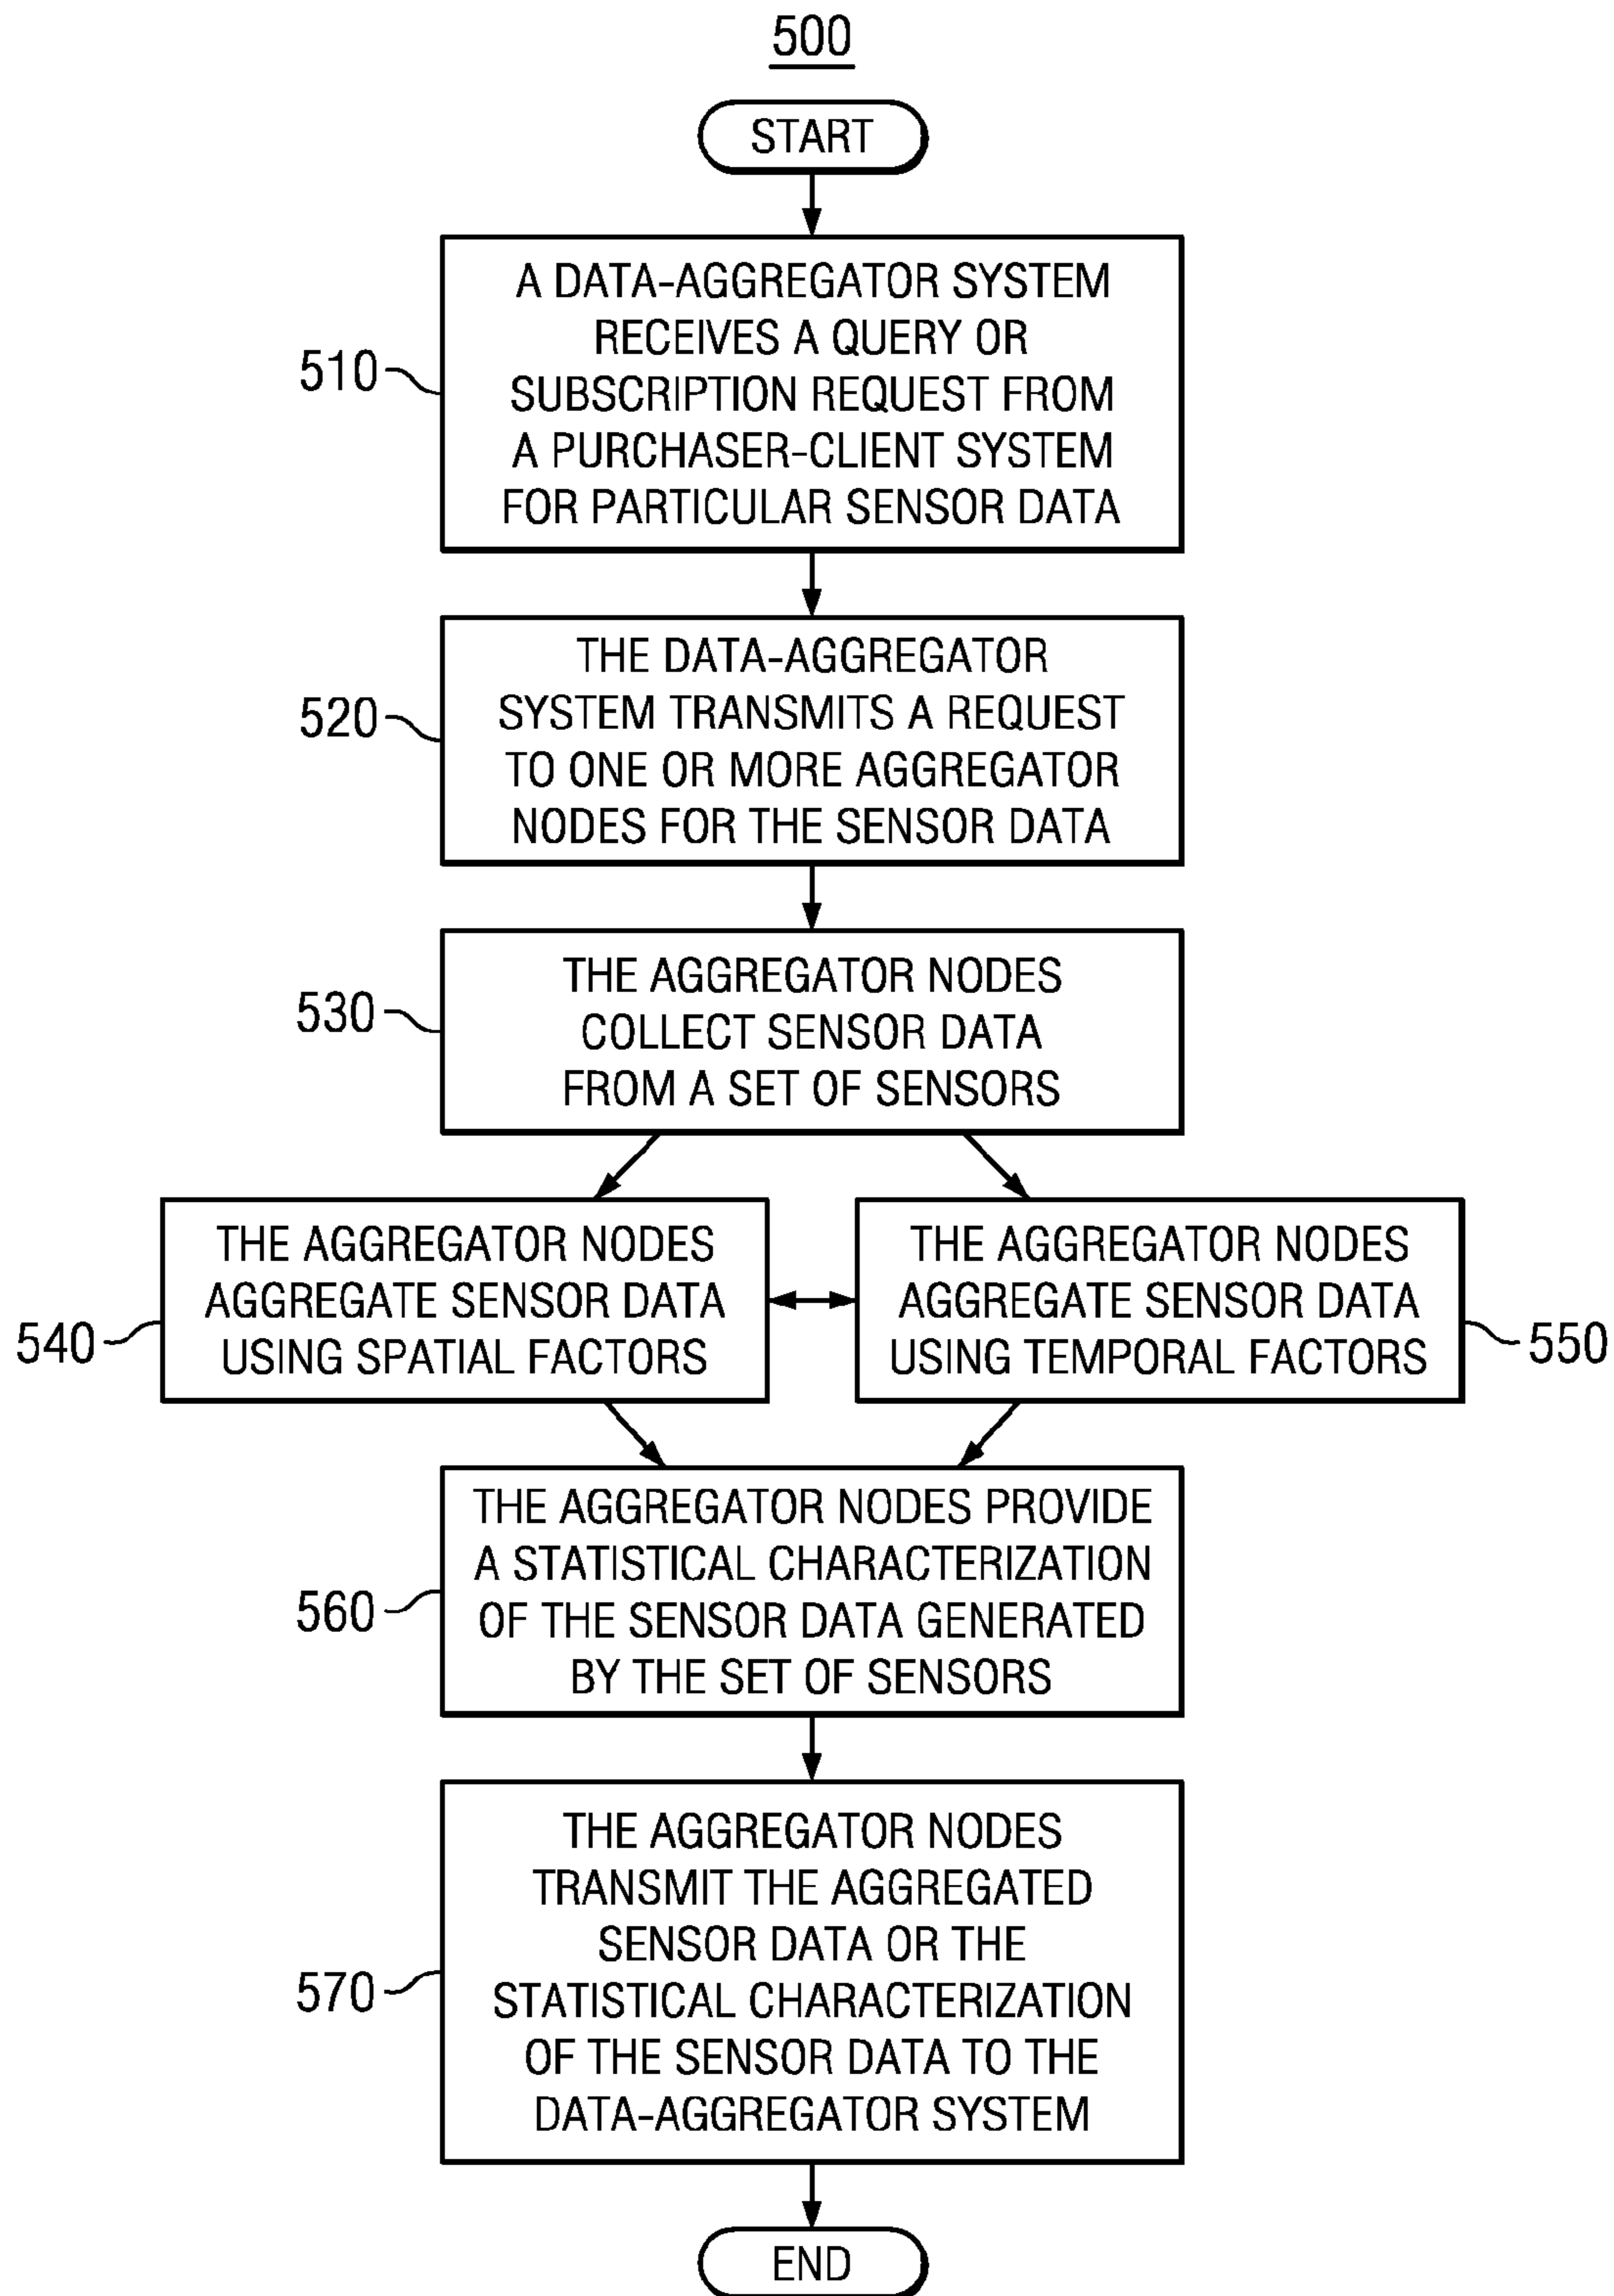 500
START
A DATA-AGGREGATOR SYSTEM
RECEIVES A QUERY OR
SUBSCRIPTION REQUEST FROM
A PURCHASER-CLIENT SYSTEM
FOR PARTICULAR SENSOR DATA
510
THE DATA-AGGREGATOR
SYSTEM TRANSMITS A REQUEST
TO ONE OR MORE AGGREGATOR
NODES FOR THE SENSOR DATA
520
THE AGGREGATOR NODES
COLLECT SENSOR DATA
FROM A SET OF SENSORS
530
THE AGGREGATOR NODES
AGGREGATE SENSOR DATA
USING SPATIAL FACTORS
540
THE AGGREGATOR NODES
AGGREGATE SENSOR DATA
USING TEMPORAL FACTORS
550
THE AGGREGATOR NODES PROVIDE
A STATISTICAL CHARACTERIZATION
OF THE SENSOR DATA GENERATED
BY THE SET OF SENSORS
560
THE AGGREGATOR NODES
TRANSMIT THE AGGREGATED
SENSOR DATA OR THE
STATISTICAL CHARACTERIZATION
OF THE SENSOR DATA TO THE
DATA-AGGREGATOR SYSTEM
570
END